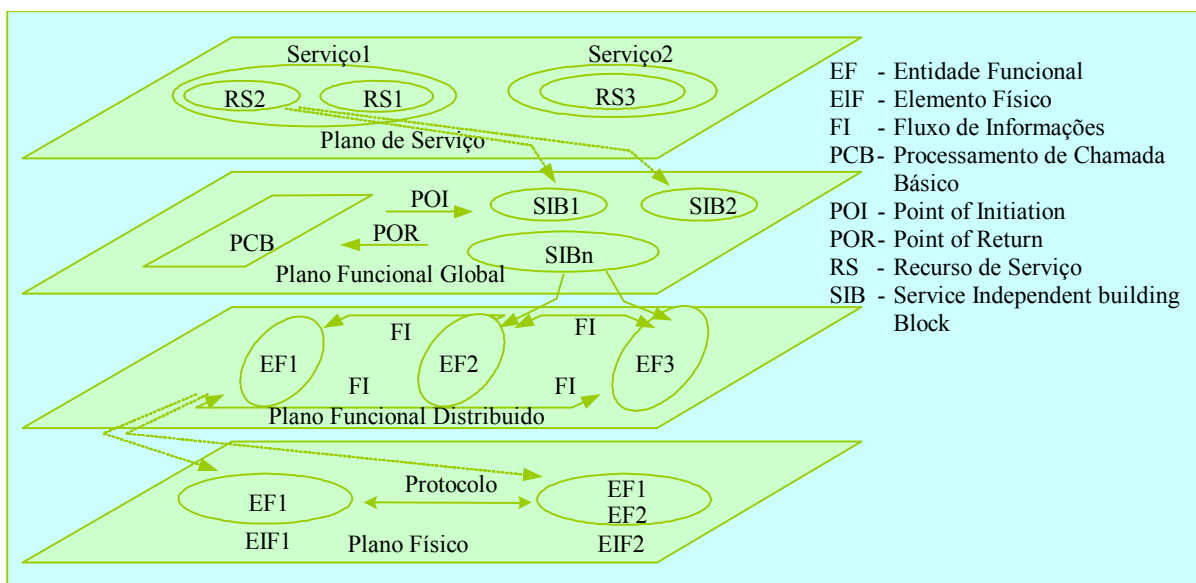 Serviço1
Serviço2
RS2
RS1
RS3
Plano de Serviço
POI
SIB1
SIB2
PCB
POR
SIBn
Plano Funcional Global
FI
FI
EF1
EF2
EF3
FI
FI
Plano Funcional Distribuido
Protocolo
EF1
EF1
EF2
EIF1
Plano Físico
EIF2
EF - Entidade Funcional
EIF - Elemento Físico
FI - Fluxo de Informações
PCB- Processamento de Chamada
Básico
POI - Point of Initiation
POR- Point of Return
RS - Recurso de Serviço
SIB - Service Independent building
Block